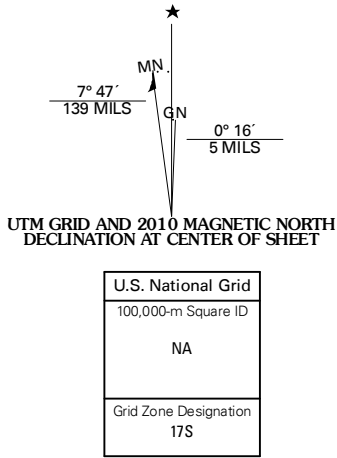 MN
7° 47´
139 MILS
GN
0° 16´
5 MILS
UTM GRID AND 2010 MAGNETIC NORTH
DECLINATION AT CENTER OF SHEET
U.S. National Grid
100,000-m Square ID
NA
Grid Zone Designation
17S